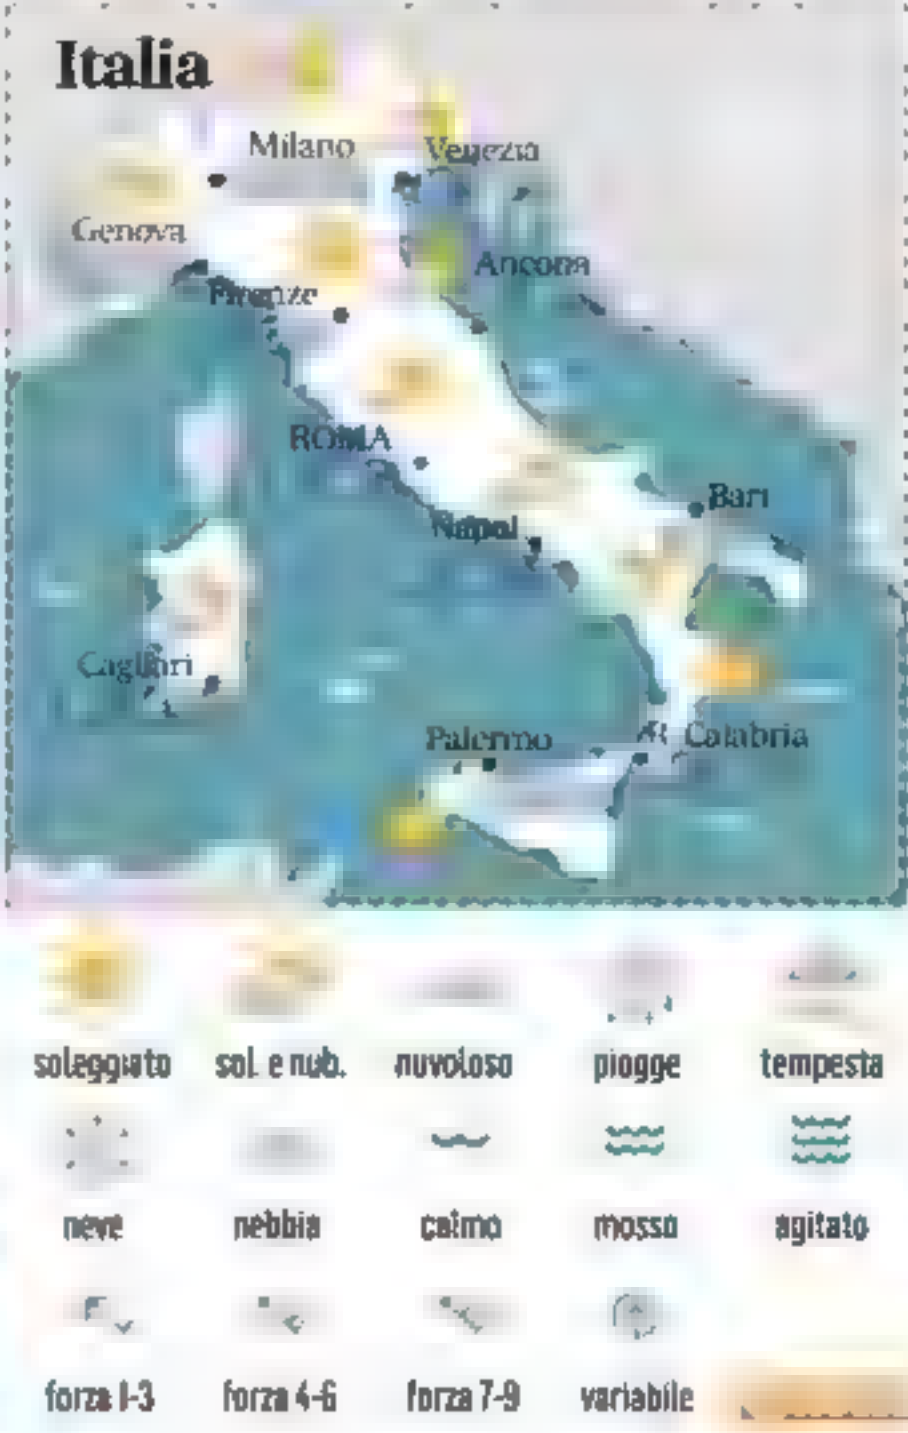 Italia
Milano Venezia
Genova
Ancona
Firenze
ROMA
Bari
Napoli
Cagliari
Palermo Calabria
soleggiato sol. e nub. nuvoloso piogge tempesta
neve nebbia calmo mosso agitato
forza 1-3 forza 4-6 forza 7-9 variabile